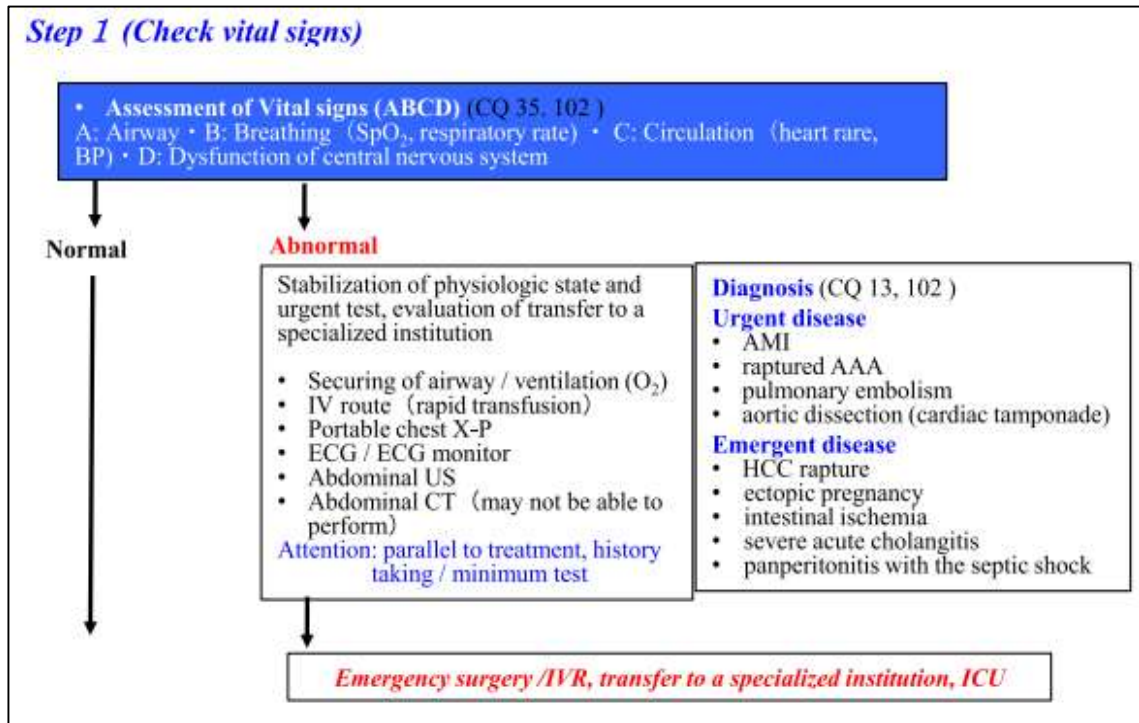 Step 1 (Check vital signs)
• Assessment of Vital signs (ABCD) (CQ 35. 102 )
A: Airway・B: Breathing（SpO₂, respiratory rate)・ C: Circulation（heart rare,
BP)・D: Dysfunction of central nervous system
Normal
Abnormal
Stabilization of physiologic state and
urgent test, evaluation of transfer to a
specialized institution
• Securing of airway / ventilation (O₂)
• IV route（rapid transfusion）
• Portable chest X-P
• ECG / ECG monitor
• Abdominal US
• Abdominal CT（may not be able to
perform）
Attention: parallel to treatment, history
taking / minimum test
Diagnosis (CQ 13, 102 )
Urgent disease
• AMI
• raptured AAA
• pulmonary embolism
• aortic dissection (cardiac tamponade)
Emergent disease
• HCC rapture
• ectopic pregnancy
• intestinal ischemia
• severe acute cholangitis
• panperitonitis with the septic shock
Emergency surgery /IVR, transfer to a specialized institution, ICU